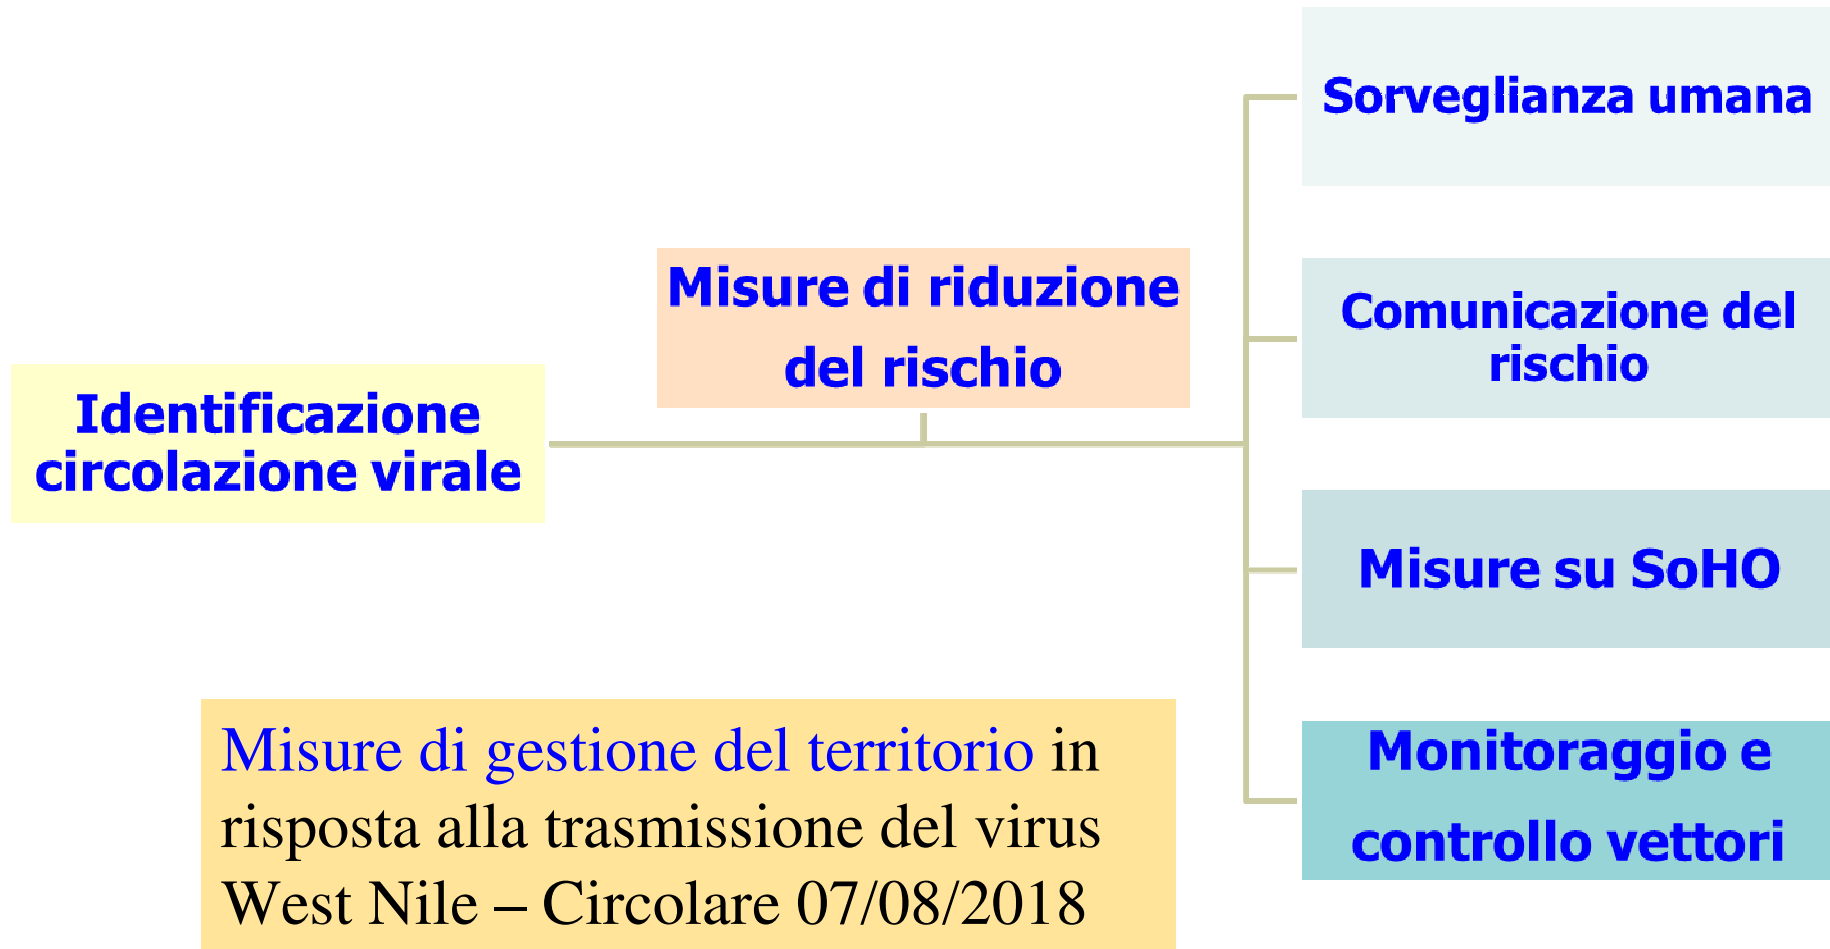 Sorveglianza umana
Misure di riduzione
del rischio
Comunicazione del
rischio
Identificazione
circolazione virale
Misure su SoHO
Monitoraggio e
controllo vettori
Misure di gestione del territorio in
risposta alla trasmissione del virus
West Nile – Circolare 07/08/2018